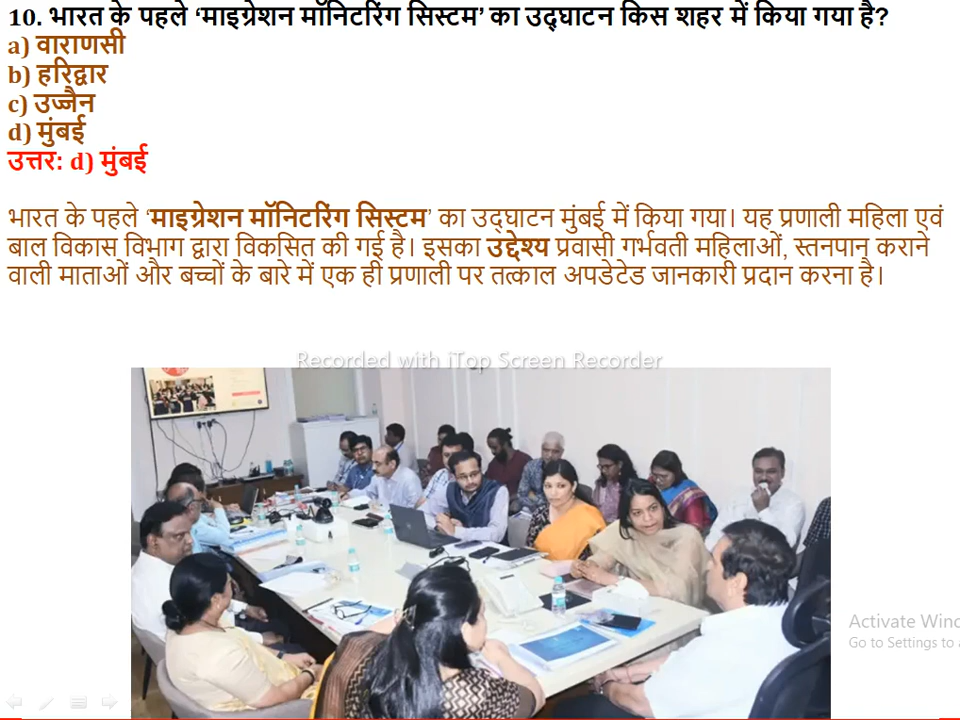 10. भारत के पहले ‘माइग्रेशन मॉनिटरिंग सिस्टम’ का उद्घाटन किस शहर में किया गया है?
a) वाराणसी
b) हरिद्वार
c) उज्जैन
d) मुंबई
उत्तर: d) मुंबई
भारत के पहले ‘माइग्रेशन मॉनिटरिंग सिस्टम’ का उद्घाटन मुंबई में किया गया। यह प्रणाली महिला एवं
बाल विकास विभाग द्वारा विकसित की गई है। इसका उद्देश्य प्रवासी गर्भवती महिलाओं, स्तनपान कराने
वाली माताओं और बच्चों के बारे में एक ही प्रणाली पर तत्काल अपडेटेड जानकारी प्रदान करना है।
Recorded with iTop Screen Recorder
Activate Wind
Go to Settings to a